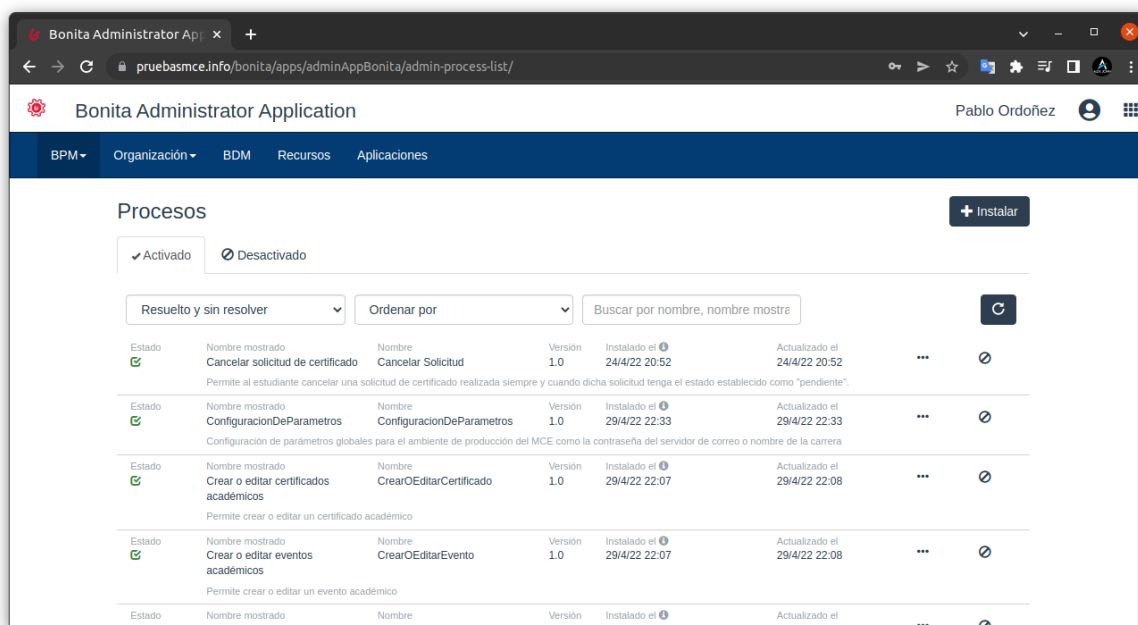 Bonita Administrator App
pruebasmce.info/bonita/apps/adminAppBonita/admin-process-list/
Bonita Administrator Application
Pablo Ordoñez
BPM Organización BDM Recursos Aplicaciones
Procesos
Instalar
Activado Desactivado
Resuelto y sin resolver Ordenar por Buscar por nombre, nombre mostra
Estado Nombre mostrado Nombre Versión Instalado el Actualizado el
Cancelar solicitud de certificado Cancelar Solicitud 1.0 24/4/22 20:52 24/4/22 20:52
Permite al estudiante cancelar una solicitud de certificado realizada siempre y cuando dicha solicitud tenga el estado establecido como "pendiente".
Estado Nombre mostrado Nombre Versión Instalado el Actualizado el
ConfiguracionDeParametros ConfiguracionDeParametros 1.0 29/4/22 22:33 29/4/22 22:33
Configuración de parámetros globales para el ambiente de producción del MCE como la contraseña del servidor de correo o nombre de la carrera
Estado Nombre mostrado Nombre Versión Instalado el Actualizado el
Crear o editar certificados CrearOEditarCertificado 1.0 29/4/22 22:07 29/4/22 22:08
académicos
Permite crear o editar un certificado académico
Estado Nombre mostrado Nombre Versión Instalado el Actualizado el
Crear o editar eventos CrearOEditarEvento 1.0 29/4/22 22:07 29/4/22 22:08
académicos
Permite crear o editar un evento académico
Estado Nombre mostrado Nombre Versión Instalado el Actualizado el